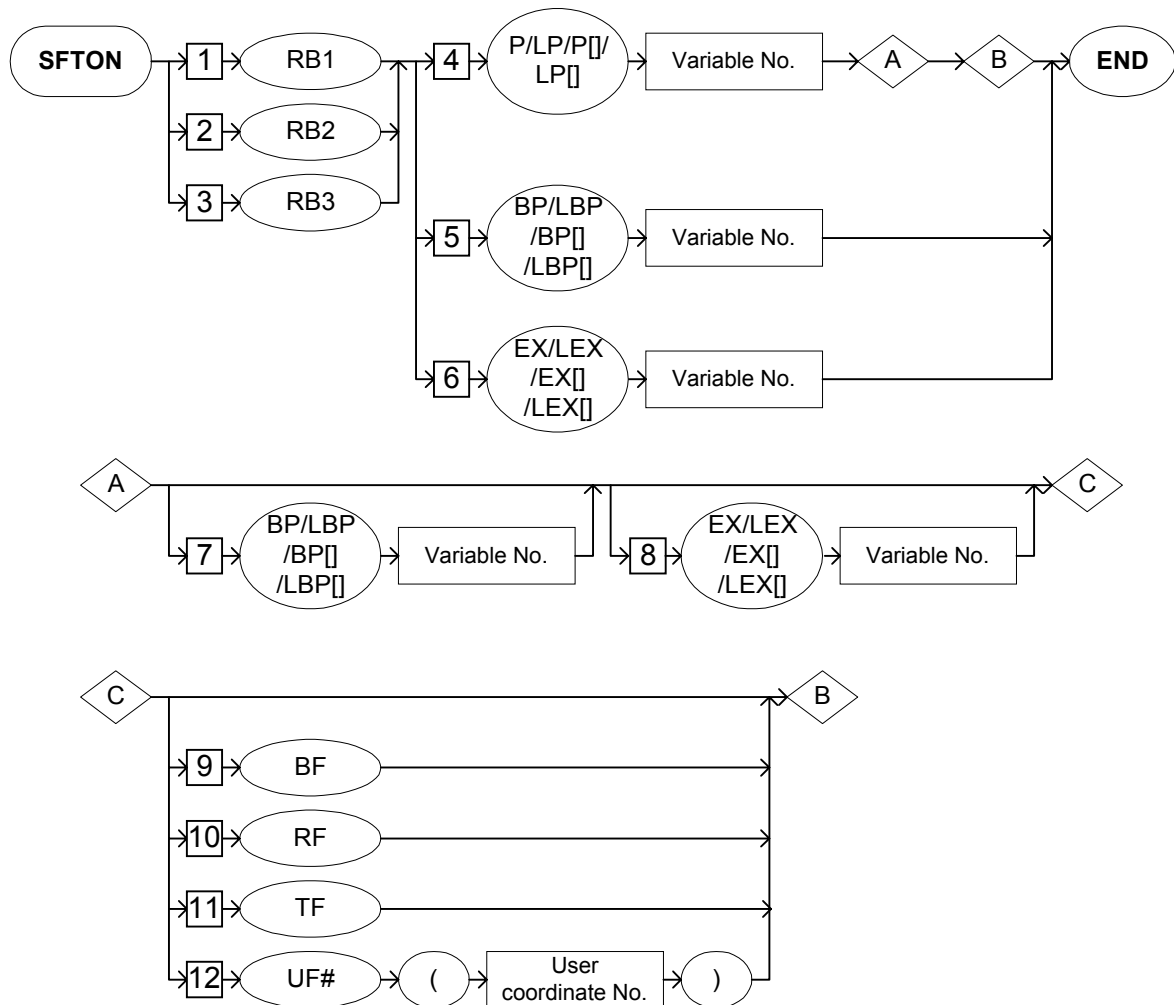 SFTON
1
RB1
2
RB2
3
RB3
4
P/LP/P[]/
LP[]
Variable No.
A
B
END
5
BP/LBP
/BP[]
/LBP[]
Variable No.
6
EX/LEX
/EX[]
/LEX[]
Variable No.
A
C
7
BP/LBP
/BP[]
/LBP[]
Variable No.
8
EX/LEX
/EX[]
/LEX[]
Variable No.
C
B
9
BF
10
RF
11
TF
12
UF#
(
User
coordinate No.
)